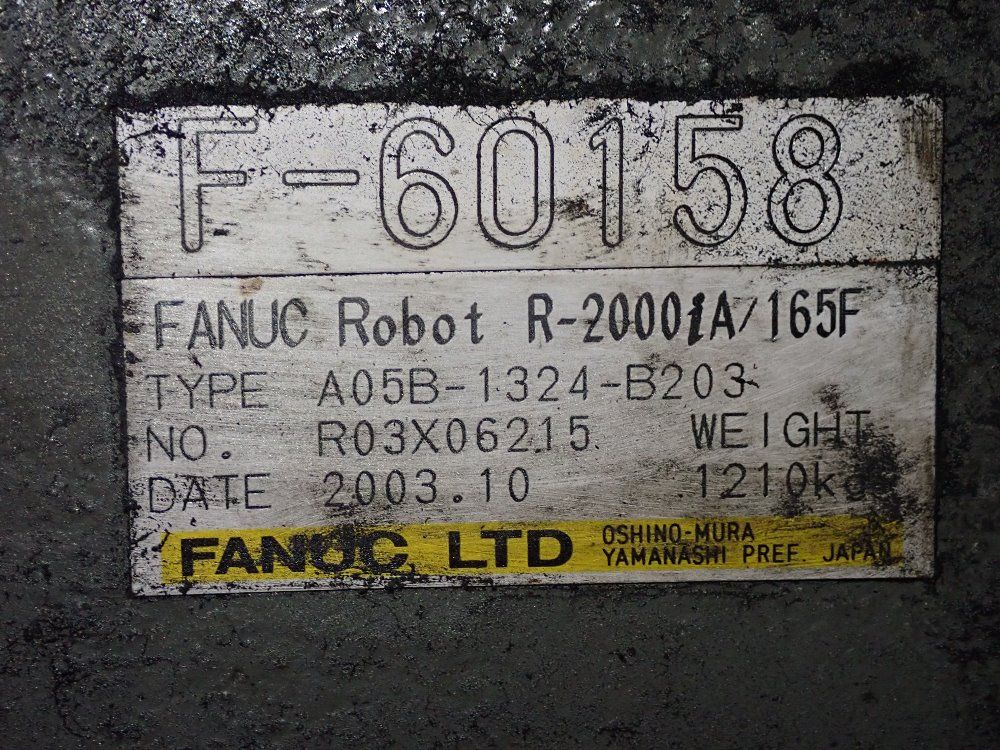 F-60158
FANUC Robot R-2000iA/165F
TYPE A05B-1324-B203
NO. R03X06215 WEIGHT
DATE 2003.10 1210kg
FANUC LTD OSHINO-MURA
YAMANASHI PREF JAPAN